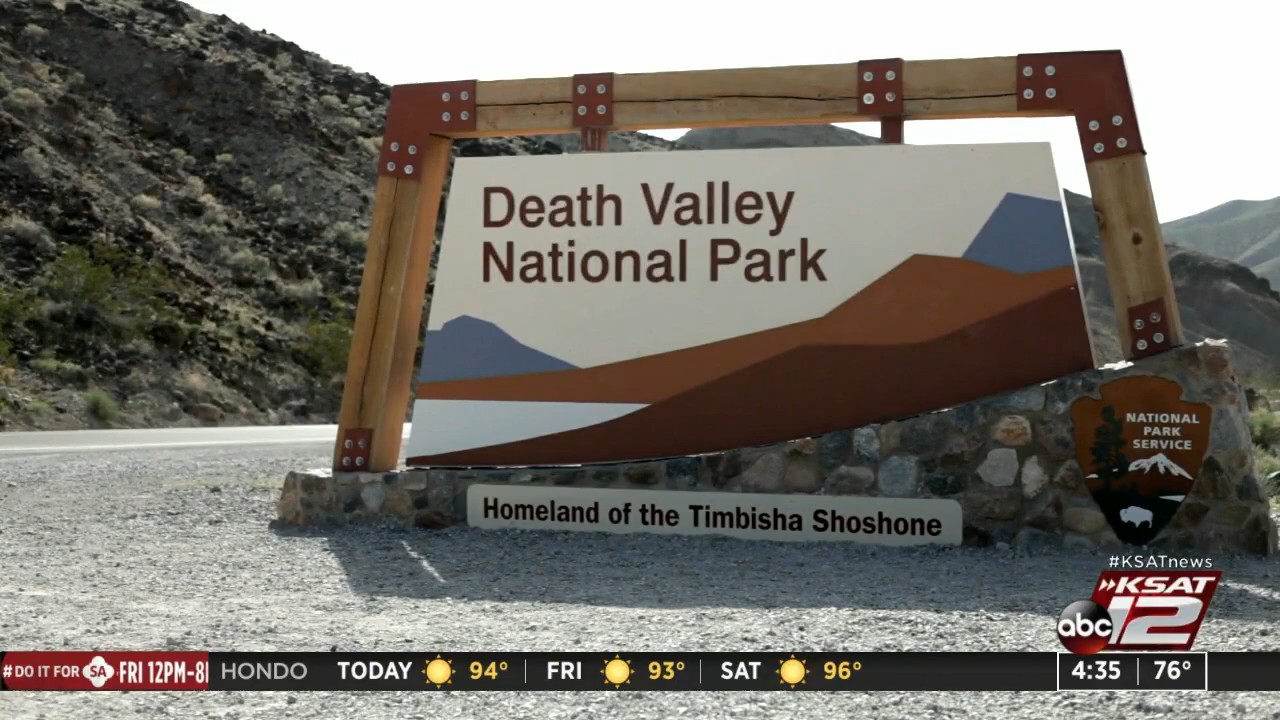 Death Valley
National Park
NATIONAL
PARK
SERVICE
Homeland of the Timbisha Shoshone
#KSATnews
KSAT
abc 12
#DO IT FOR SA FRI 12PM-8 HONDO TODAY 94° FRI 93° SAT 96° 4:35 76°